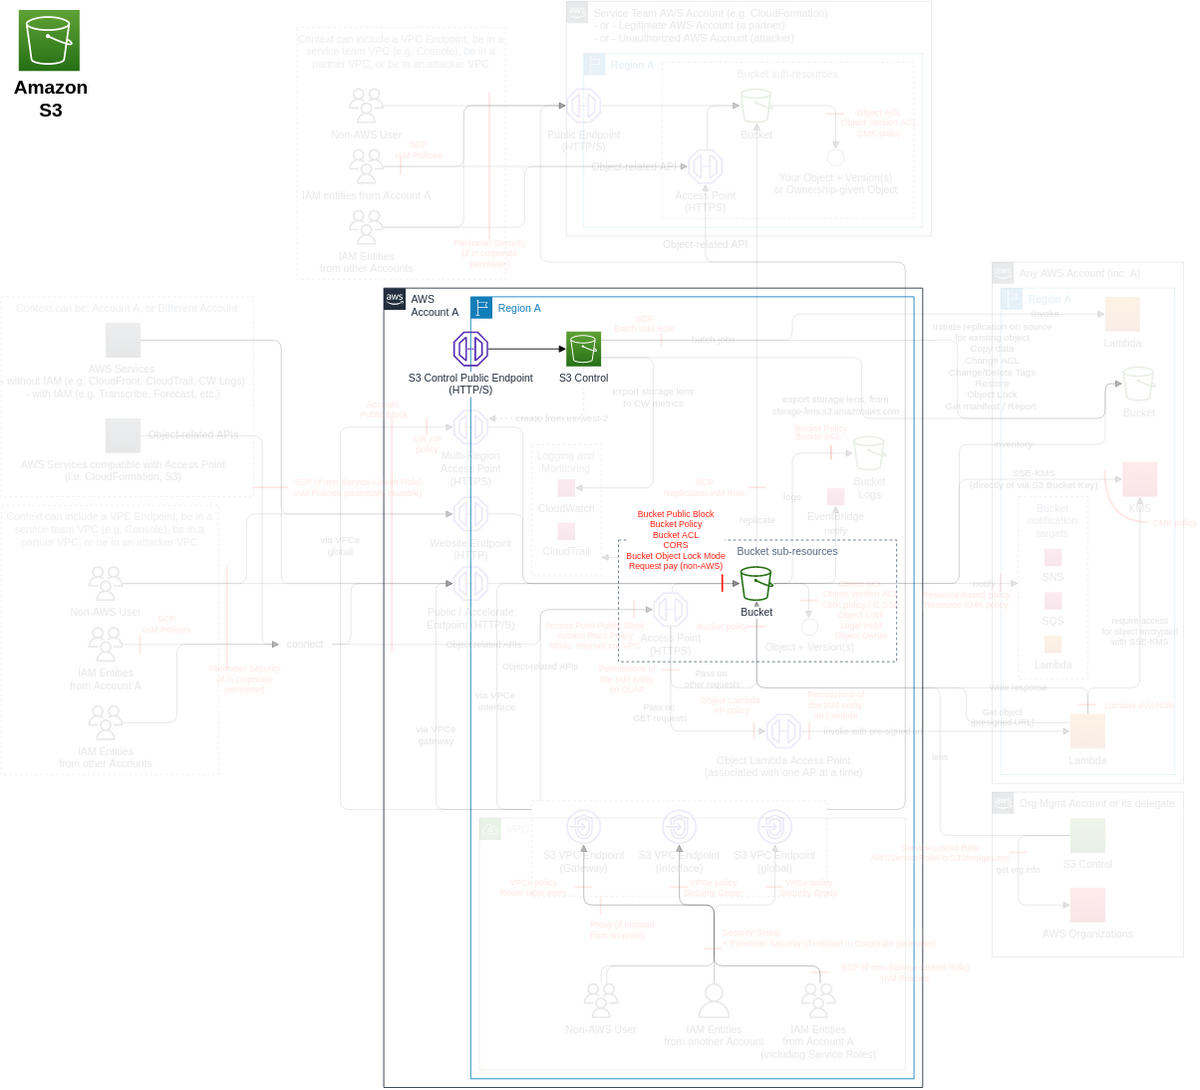 Amazon
S3
Context can include a VPC Endpoint, be in a
service team VPC (e.g. Console), be in a
partner VPC, or be in an attacker VPC
Non-AWS User
SCP
IAM Policies
IAM entities from Account A
IAM Entities
from other Accounts
Perimeter Security
(if in corporate
perimeter)
Service Team AWS Account (e.g. CloudFormation)
- or - Legitimate AWS Account (a partner)
- or - Unauthorized AWS Account (attacker)
Region A
Bucket sub-resources
Public Endpoint
(HTTP/S)
Bucket
Object ACL
Object Version ACL
CMK policy
Object-related API
Access Point
(HTTPS)
Your Object + Version(s)
or Ownership-given Object
Object-related API
Context can be: Account A, or Different Account
AWS Services
- without IAM (e.g. CloudFront, CloudTrail, CW Logs)
- with IAM (e.g. Transcribe, Forecast, etc.)
Object-related APIs
AWS Services compatible with Access Point
(i.e. CloudFormation, S3)
SCP (if non-Service-Linked Role)
IAM Policies (potentially mutable)
Context can include a VPC Endpoint, be in a
service team VPC (e.g. Console), be in a
partner VPC, or be in an attacker VPC
Non-AWS User
SCP
IAM Policies
IAM Entities
from Account A
IAM Entities
from other Accounts
Perimeter Security
(if in corporate
perimeter)
connect
via VPCe
global
via VPCe
gateway
via VPCe
interface
Account
Public Block
AWS
Account A
Region A
S3 Control Public Endpoint
(HTTP/S)
S3 Control
SCP
Batch IAM Role
batch jobs
export storage lens
to CW metrics
create from us-west-2
MR AP
policy
Multi-Region
Access Point
(HTTPS)
Website Endpoint
(HTTP)
Public / Accelerate
Endpoint (HTTP/S)
Logging and
Monitoring
CloudWatch
CloudTrail
export storage lens, from
storage-lens.s3.amazonaws.com
Bucket Policy
Bucket ACL
Bucket
Logs
logs
SCP
Replication IAM Role
replicate
EventBridge
notify
Bucket Public Block
Bucket Policy
Bucket ACL
CORS
Bucket Object Lock Mode
Request pay (non-AWS)
Bucket sub-resources
Bucket
Object ACL
Object Version ACL
Object Lock
Legal Hold
Object Owner
Object + Version(s)
Bucket policy
Access Point
(HTTPS)
Access Point Public Block
Access Point Policy
Mode: Internet or VPC
Object-related APIs
Object-related APIs
Permissions of
the IAM entity
on OLAP
Pass on
other requests
Pass on
GET requests
Object Lambda
AP policy
Permissions of
the IAM entity
on Lambda
invoke with pre-signed url
Object Lambda Access Point
(associated with one AP at a time)
VPC
S3 VPC Endpoint
(Gateway)
S3 VPC Endpoint
(Interface)
S3 VPC Endpoint
(global)
VPCe policy
Route table entry
VPCe policy
Security Group
VPCe policy
Security Group
Proxy (if initiated
from on-prem)
Security Group
+ Perimeter Security (if initiated in Corporate perimeter)
SCP (if non-Service-Linked Role)
IAM Policies
Non-AWS User
IAM Entities
from another Account
IAM Entities
from Account A
(including Service Roles)
Any AWS Account (inc. A)
Region A
invoke
Lambda
Initiate replication on source
for existing object
Copy data
Change ACL
Change/Delete Tags
Restore
Object Lock
Get manifest / Report
Bucket
inventory
SSE-KMS
(directly or via S3 Bucket Key)
KMS
CMK policy
Bucket
notification
targets
SNS
SQS
Lambda
notify
Resource-based policy
Resource CMK policy
require access
for object encrypted
with SSE-KMS
Write response
Lambda IAM Role
Get object
(presigned URL)
Lambda
lens
Org Mgmt Account or its delegate
S3 Control
Service-Linked Role
get org info
AWS Organizations